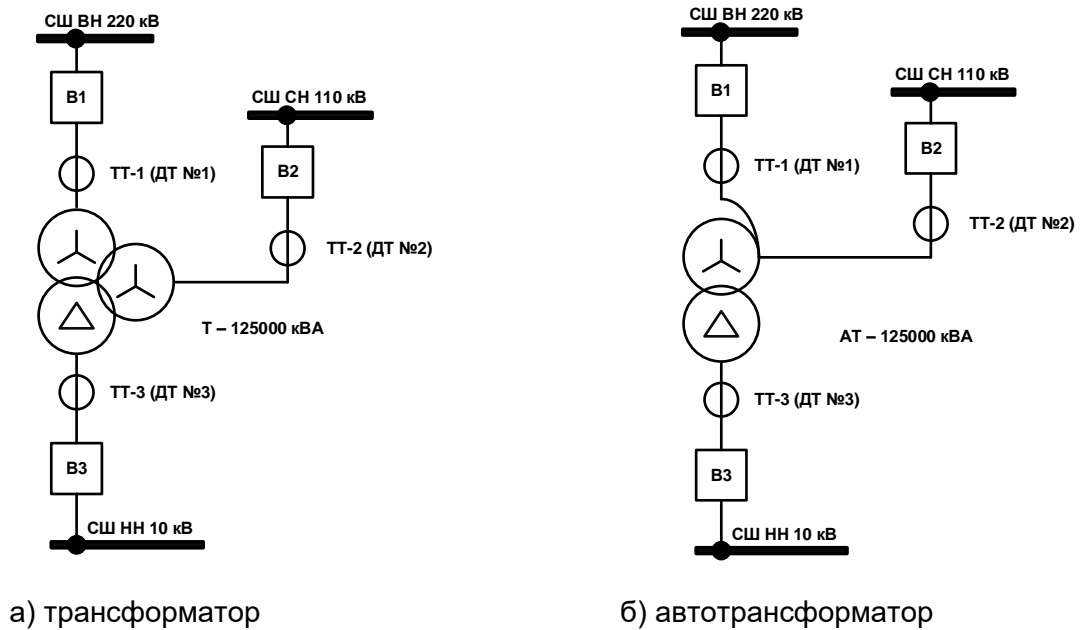 СШ ВН 220 кВ
В1
СШ СН 110 кВ
ТТ-1 (ДТ №1)
В2
ТТ-2 (ДТ №2)
Т – 125000 кВА
ТТ-3 (ДТ №3)
В3
СШ НН 10 кВ
а) трансформатор
СШ ВН 220 кВ
В1
СШ СН 110 кВ
ТТ-1 (ДТ №1)
В2
ТТ-2 (ДТ №2)
АТ – 125000 кВА
ТТ-3 (ДТ №3)
В3
СШ НН 10 кВ
б) автотрансформатор